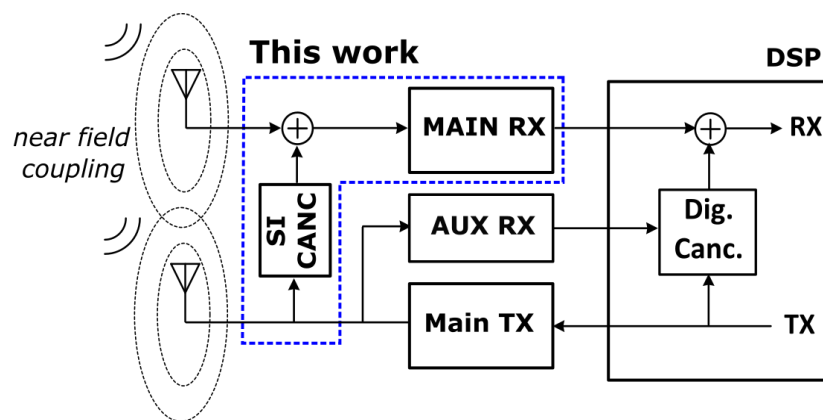 This work
DSP
near field
coupling
MAIN RX
RX
SI
CANC
AUX RX
Dig.
Canc.
Main TX
TX